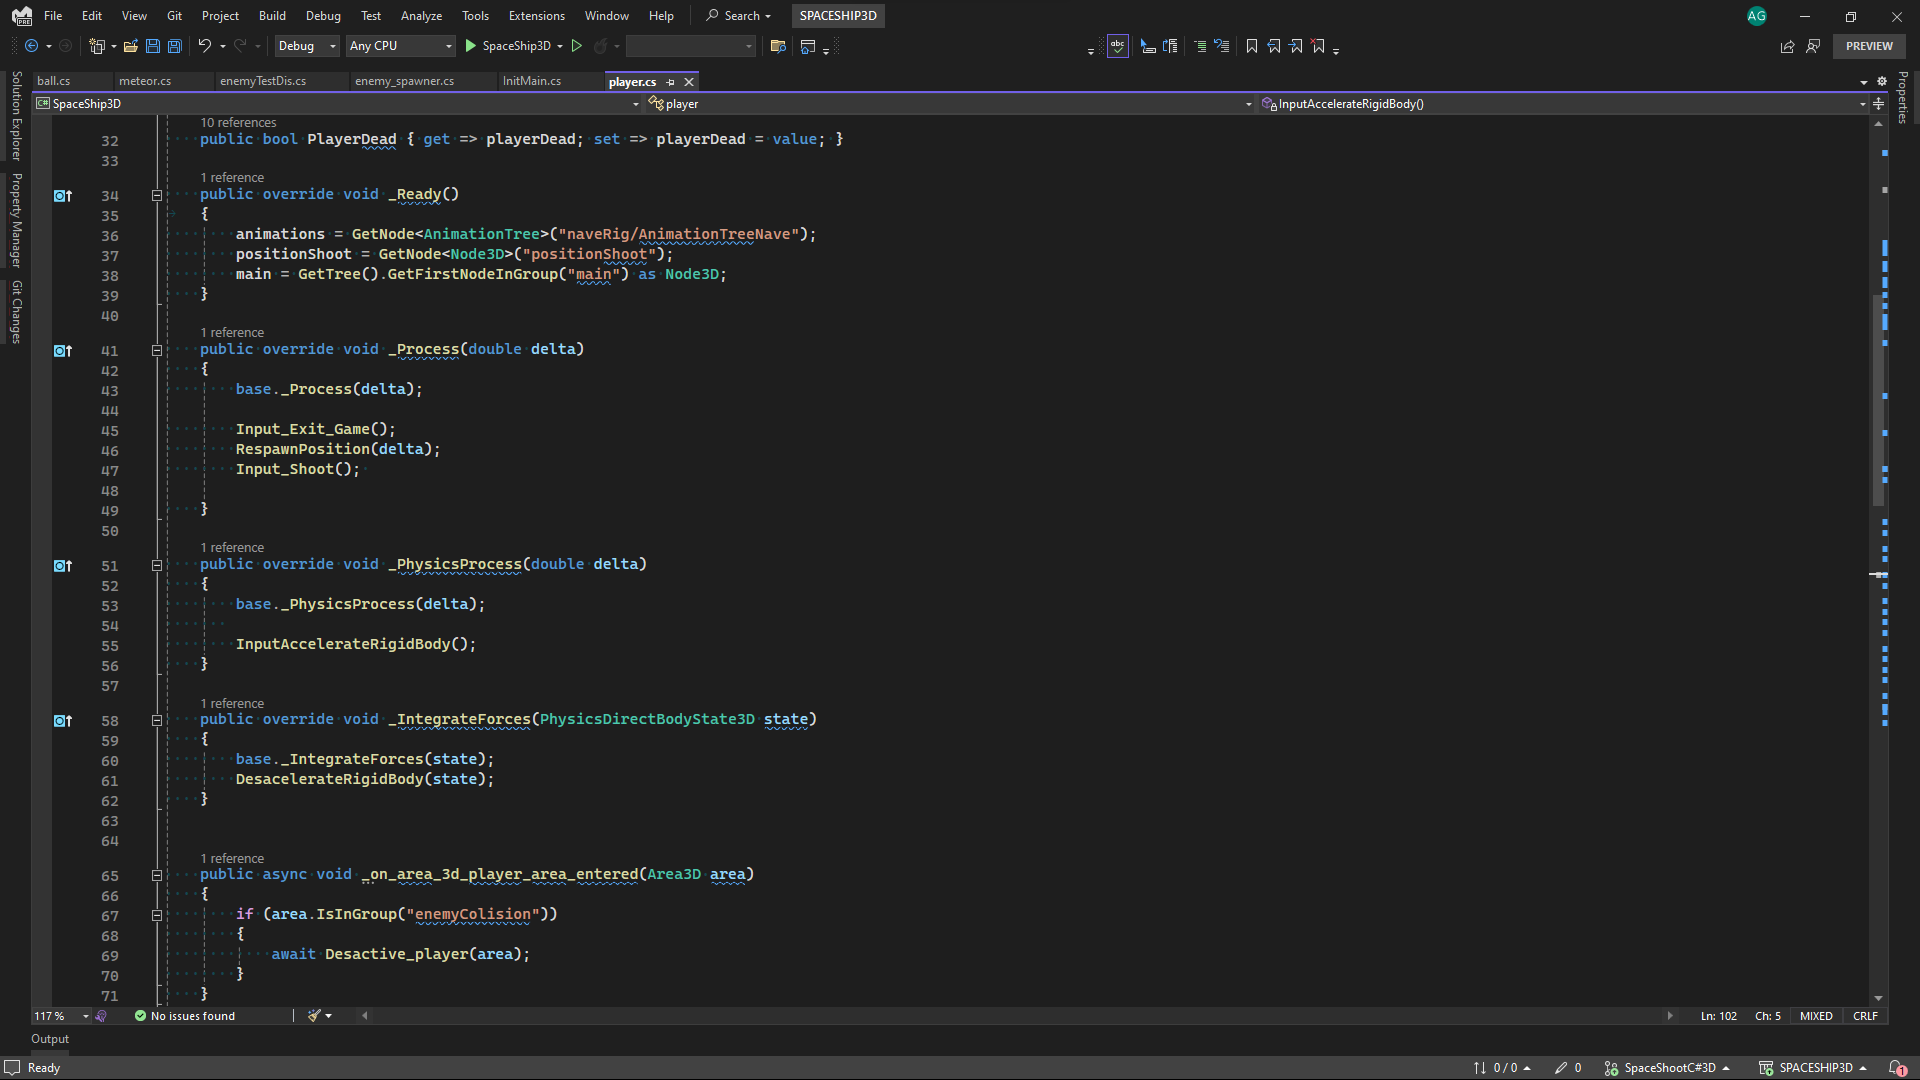 File Edit View Git Project Build Debug Test Analyze Tools Extensions Window Help Search SPACESHIP3D AG
Debug Any CPU SpaceShip3D abc PREVIEW
ball.cs meteor.cs enemyTestDis.cs enemy_spawner.cs InitMain.cs player.cs
C# SpaceShip3D player InputAccelerateRigidBody()
Solution Explorer
Property Manager
Git Changes
Properties
10 references
32 public bool PlayerDead { get => playerDead; set => playerDead = value; }
33
1 reference
34 public override void _Ready()
35 {
36 animations = GetNode<AnimationTree>("naveRig/AnimationTreeNave");
37 positionShoot = GetNode<Node3D>("positionShoot");
38 main = GetTree().GetFirstNodeInGroup("main") as Node3D;
39 }
40
1 reference
41 public override void _Process(double delta)
42 {
43 base._Process(delta);
44
45 Input_Exit_Game();
46 RespawnPosition(delta);
47 Input_Shoot();
48
49 }
50
1 reference
51 public override void _PhysicsProcess(double delta)
52 {
53 base._PhysicsProcess(delta);
54
55 InputAccelerateRigidBody();
56 }
57
1 reference
58 public override void _IntegrateForces(PhysicsDirectBodyState3D state)
59 {
60 base._IntegrateForces(state);
61 DesacelerateRigidBody(state);
62 }
63
64
1 reference
65 public async void _on_area_3d_player_area_entered(Area3D area)
66 {
67 if (area.IsInGroup("enemyColision"))
68 {
69 await Desactive_player(area);
70 }
71 }
117 % No issues found Ln: 102 Ch: 5 MIXED CRLF
Output
Ready 0 / 0 0 SpaceShootC#3D SPACESHIP3D 1